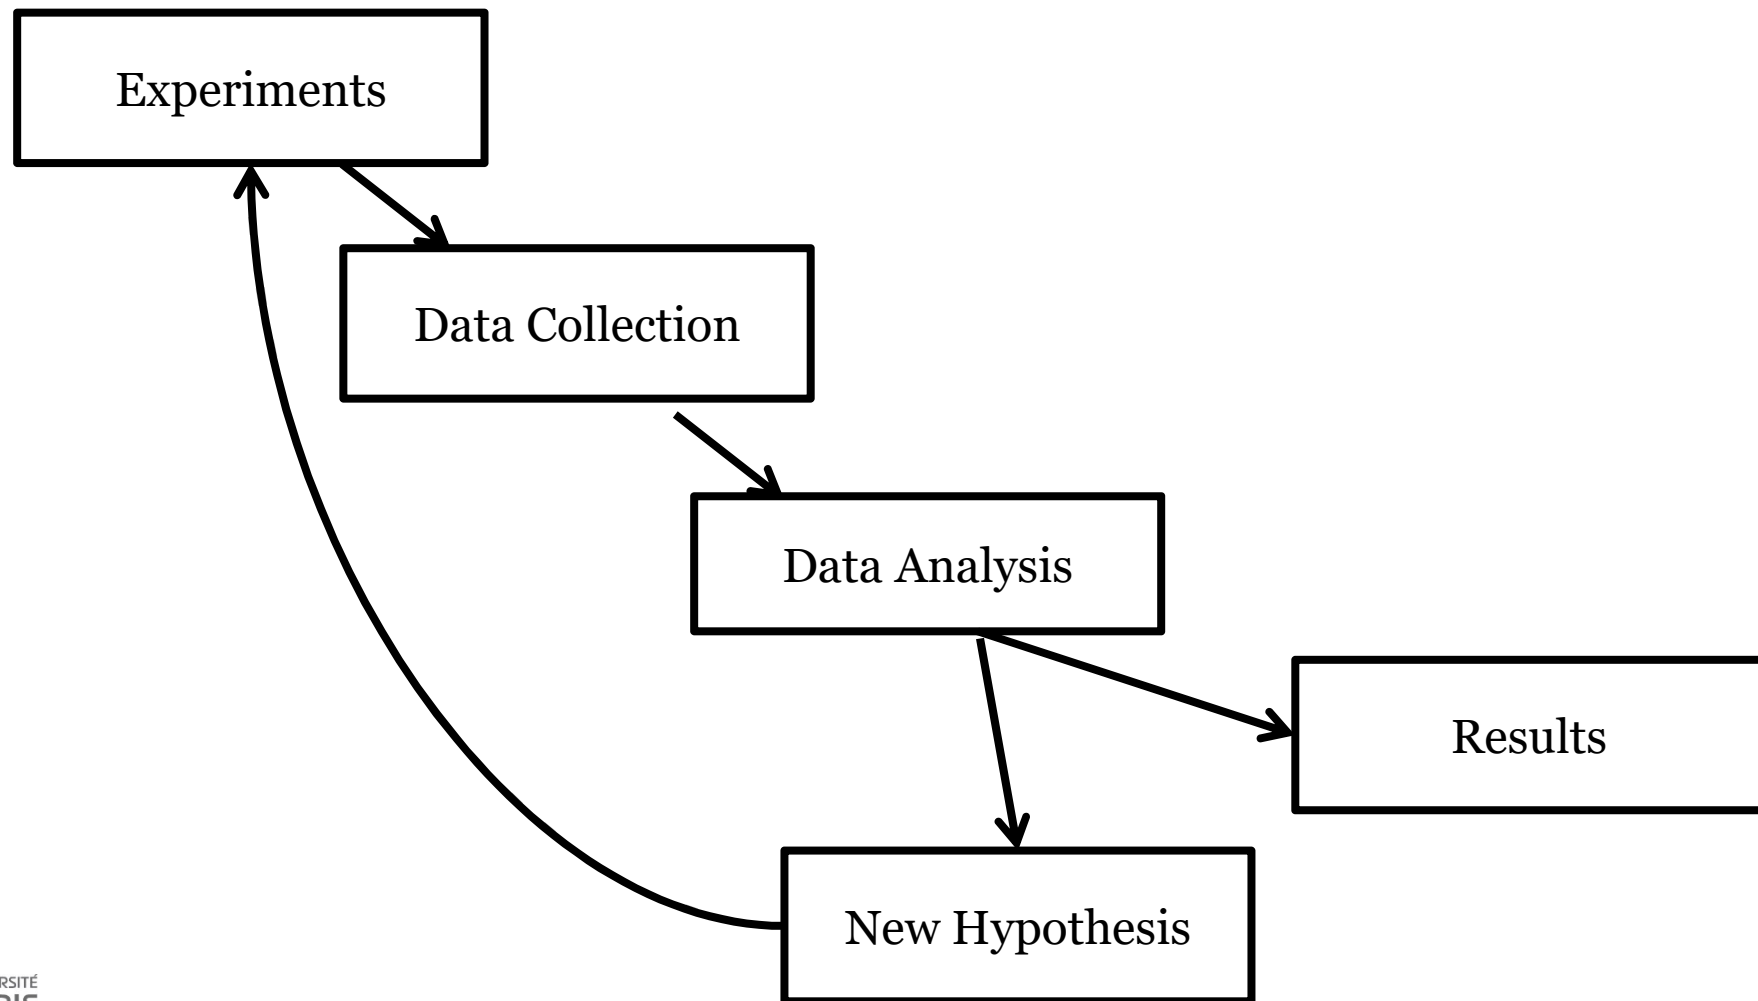 Experiments
Data Collection
Data Analysis
Results
New Hypothesis